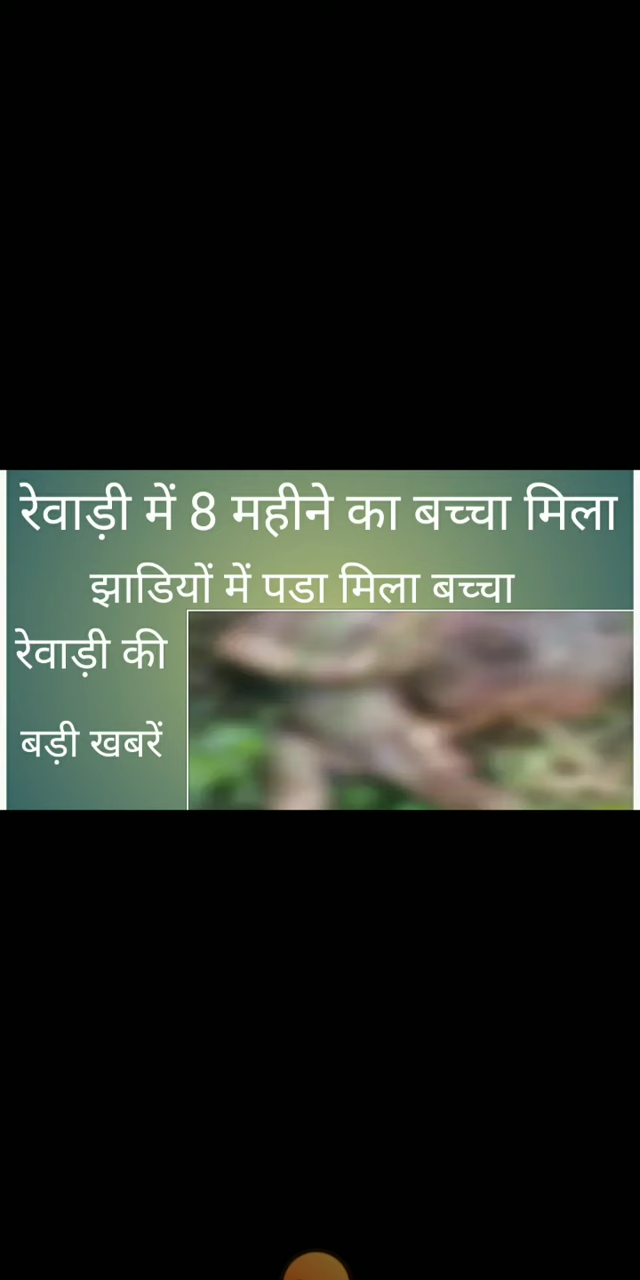 रेवाड़ी में 8 महीने का बच्चा मिला
झाडियों में पडा मिला बच्चा
रेवाड़ी की
बड़ी खबरें